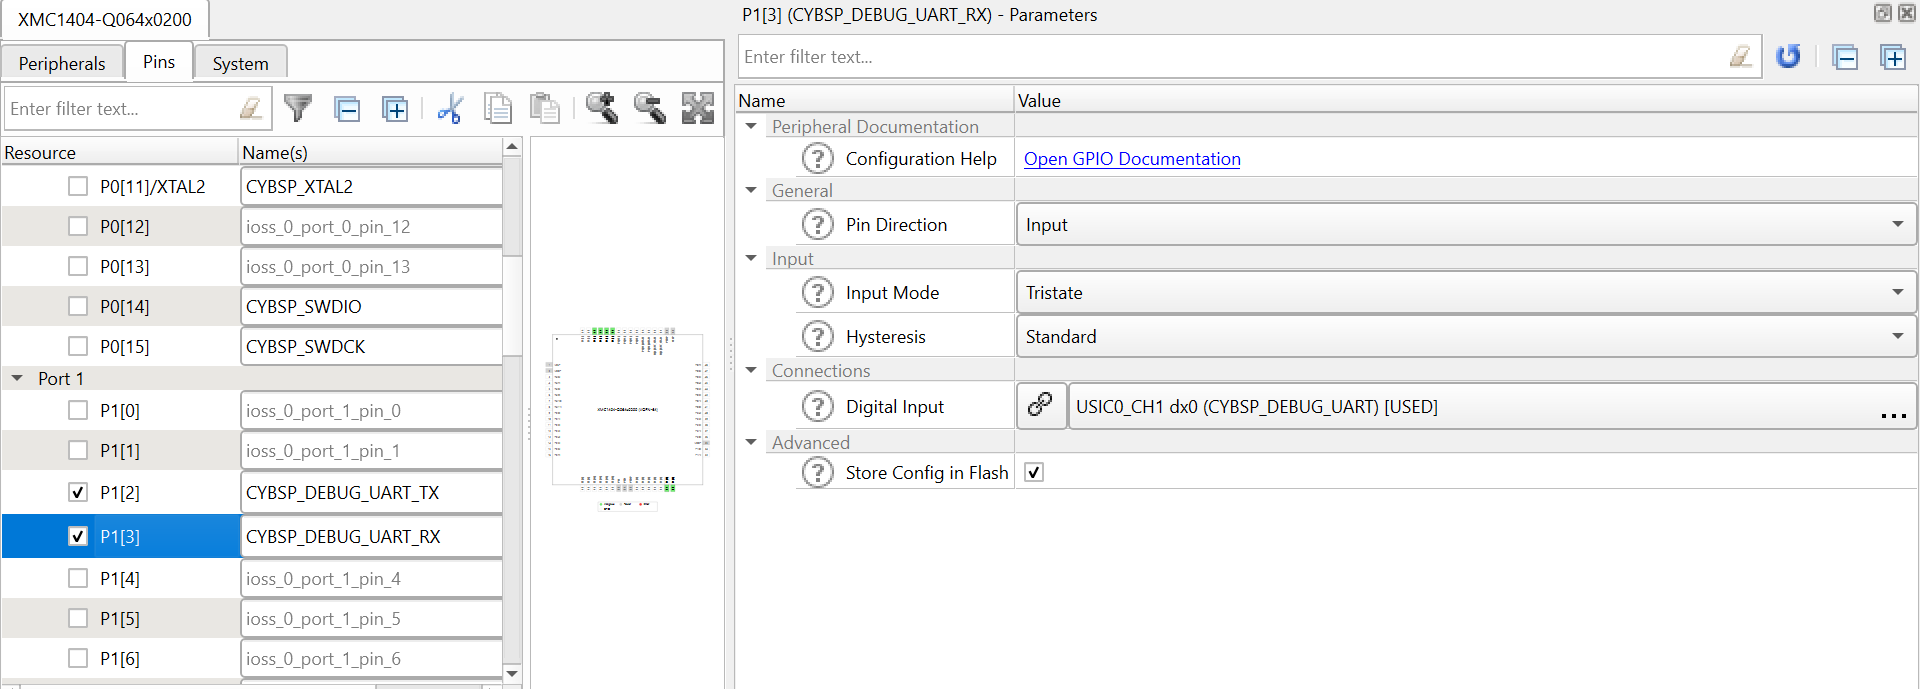 XMC1404-Q064x0200
Peripherals
Pins
System
Enter filter text...
Resource
Name(s)
P0[11]/XTAL2
CYBSP_XTAL2
P0[12]
ioss_0_port_0_pin_12
P0[13]
ioss_0_port_0_pin_13
P0[14]
CYBSP_SWDIO
P0[15]
CYBSP_SWDCK
Port 1
P1[0]
ioss_0_port_1_pin_0
P1[1]
ioss_0_port_1_pin_1
P1[2]
CYBSP_DEBUG_UART_TX
P1[3]
CYBSP_DEBUG_UART_RX
P1[4]
ioss_0_port_1_pin_4
P1[5]
ioss_0_port_1_pin_5
P1[6]
ioss_0_port_1_pin_6
P1[3] (CYBSP_DEBUG_UART_RX) - Parameters
Enter filter text...
Name
Value
Peripheral Documentation
Configuration Help
Open GPIO Documentation
General
Pin Direction
Input
Input
Input Mode
Tristate
Hysteresis
Standard
Connections
Digital Input
USIC0_CH1 dx0 (CYBSP_DEBUG_UART) [USED]
...
Advanced
Store Config in Flash